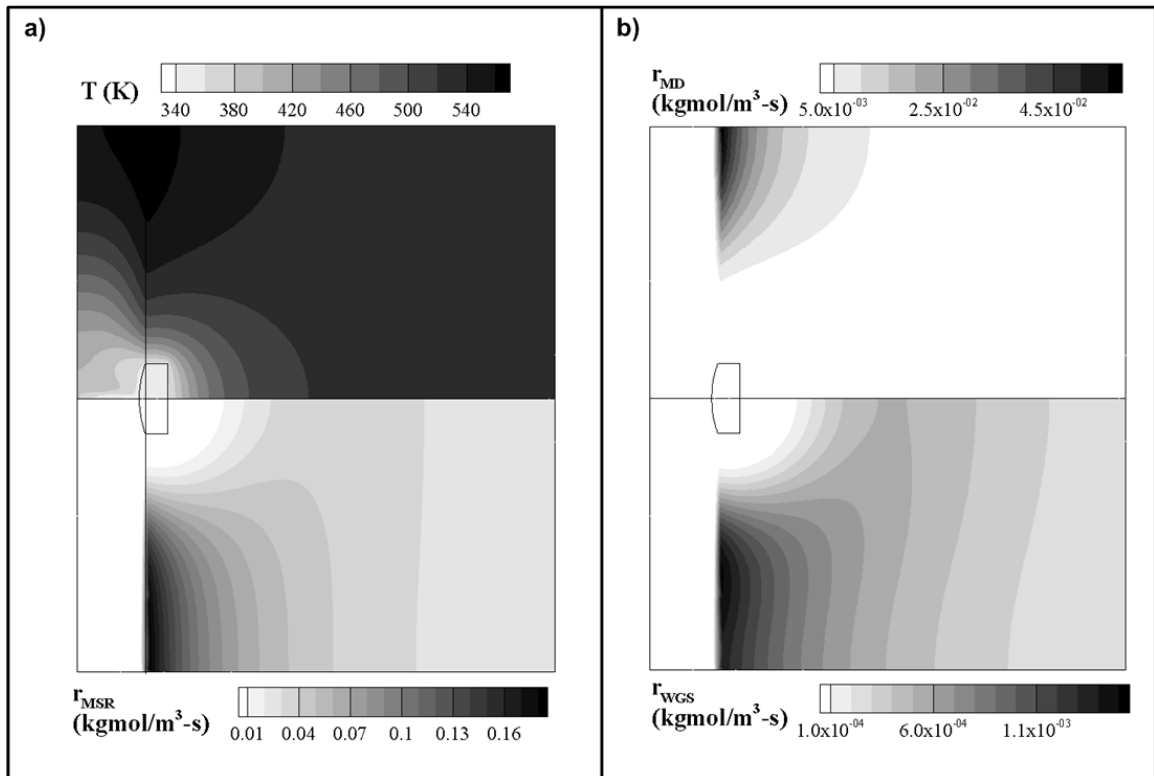 a)
T (K)
340 380 420 460 500 540
r_MSR
(kgmol/m³-s)
0.01 0.04 0.07 0.1 0.13 0.16
b)
r_MD
(kgmol/m³-s)
5.0x10⁻⁰³ 2.5x10⁻⁰² 4.5x10⁻⁰²
r_WGS
(kgmol/m³-s)
1.0x10⁻⁰⁴ 6.0x10⁻⁰⁴ 1.1x10⁻⁰³